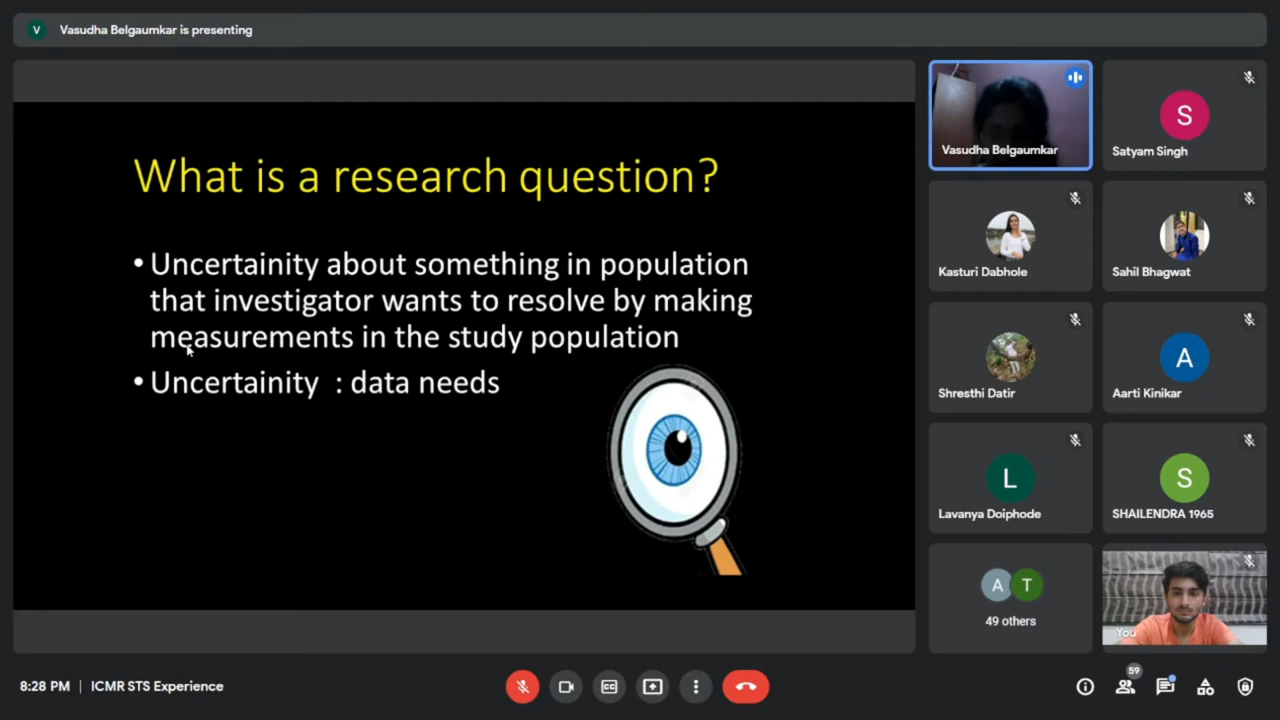 V
Vasudha Belgaumkar is presenting
What is a research question?
• Uncertainity about something in population
that investigator wants to resolve by making
measurements in the study population
• Uncertainity : data needs
Vasudha Belgaumkar
S
Satyam Singh
Kasturi Dabhole
Sahil Bhagwat
Shresthi Datir
A
Aarti Kinikar
L
Lavanya Doiphode
S
SHAILENDRA 1965
A T
49 others
You
8:28 PM | ICMR STS Experience
CC
59